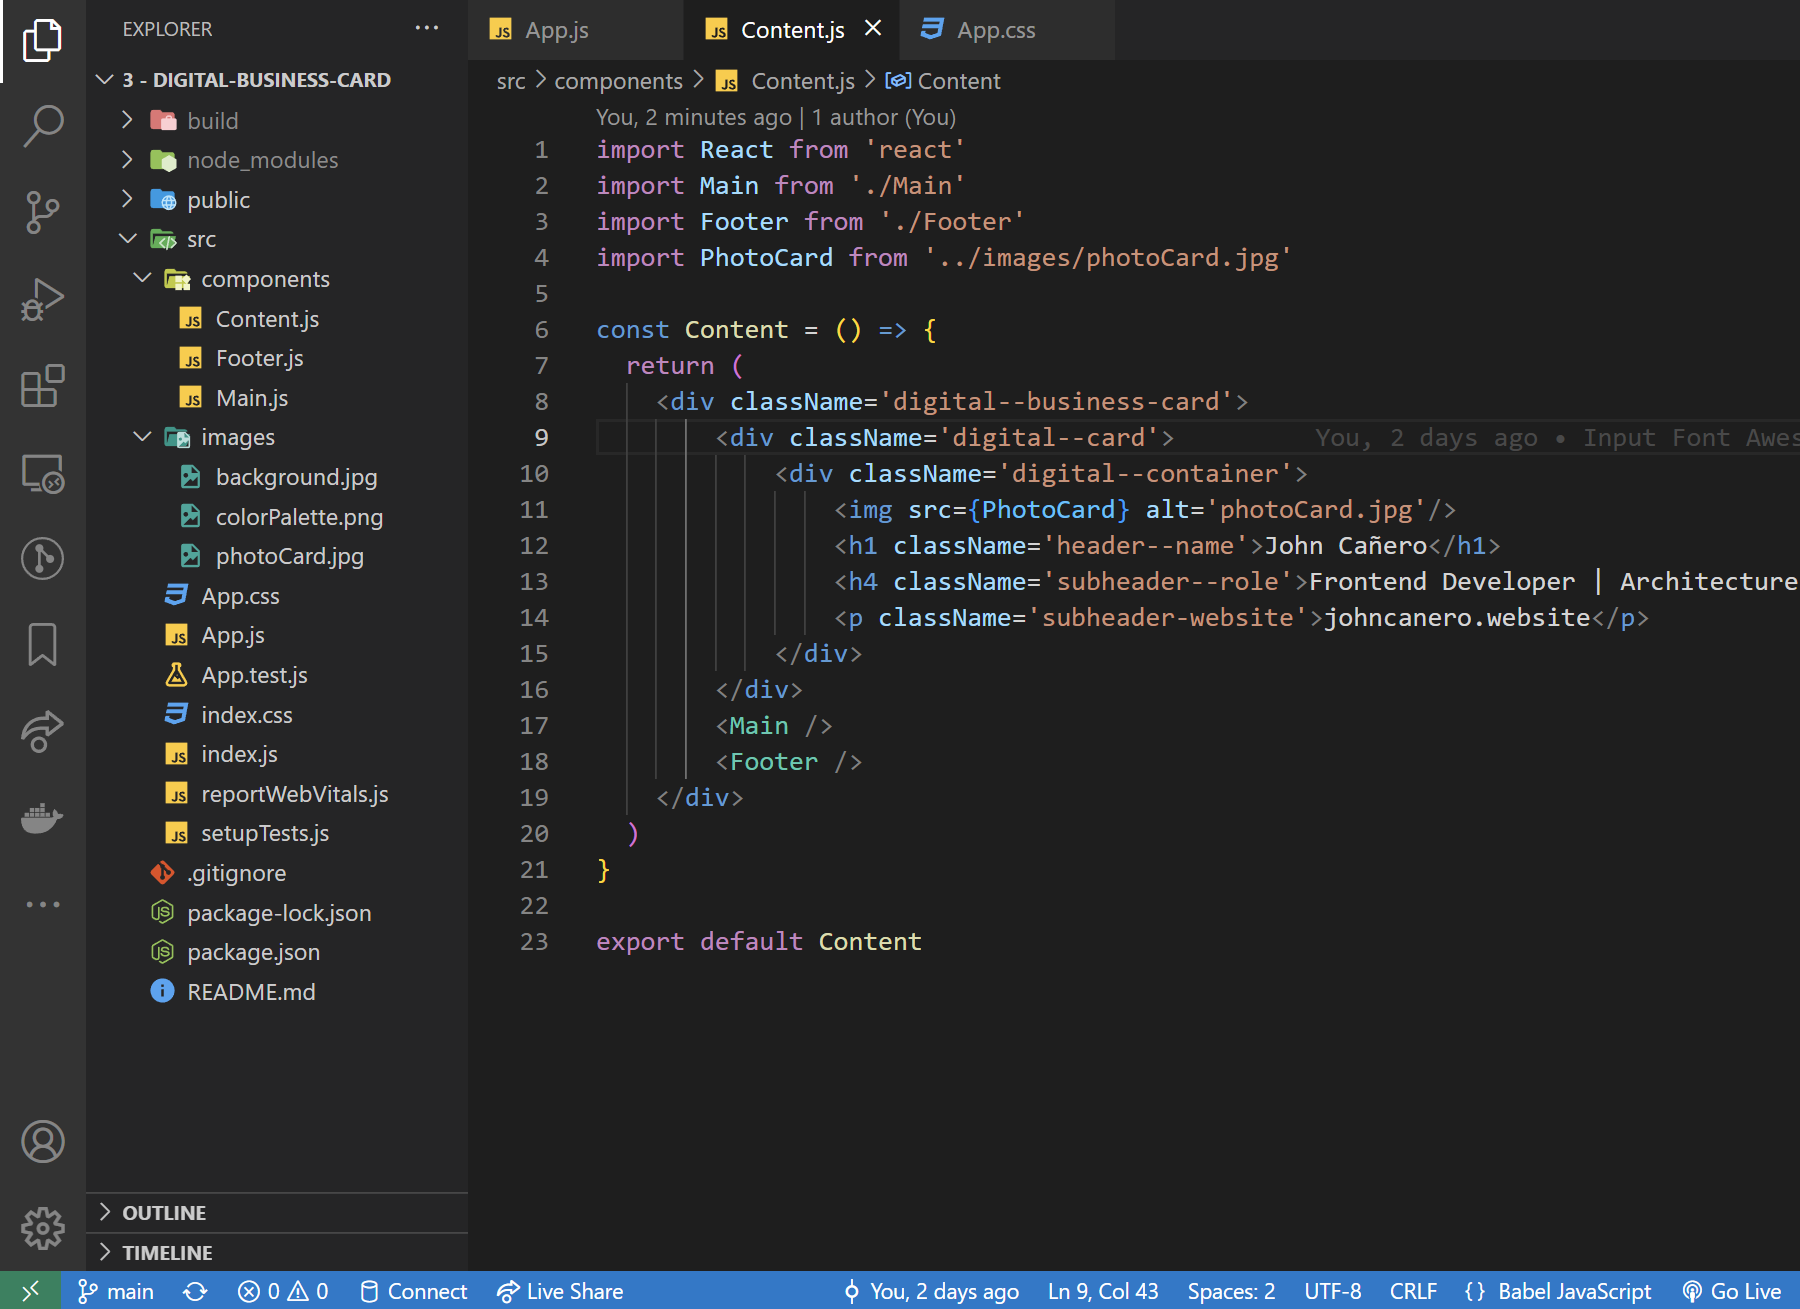 EXPLORER
3 - DIGITAL-BUSINESS-CARD
build
node_modules
public
src
components
Content.js
Footer.js
Main.js
images
background.jpg
colorPalette.png
photoCard.jpg
App.css
App.js
App.test.js
index.css
index.js
reportWebVitals.js
setupTests.js
.gitignore
package-lock.json
package.json
README.md
OUTLINE
TIMELINE
App.js
Content.js
App.css
src > components > Content.js > Content
You, 2 minutes ago | 1 author (You)
1 import React from 'react'
2 import Main from './Main'
3 import Footer from './Footer'
4 import PhotoCard from '../images/photoCard.jpg'
5
6 const Content = () => {
7 return (
8 <div className='digital--business-card'>
9 <div className='digital--card'> You, 2 days ago • Input Font Awes
10 <div className='digital--container'>
11 <img src={PhotoCard} alt='photoCard.jpg'/>
12 <h1 className='header--name'>John Cañero</h1>
13 <h4 className='subheader--role'>Frontend Developer | Architecture
14 <p className='subheader-website'>johncanero.website</p>
15 </div>
16 </div>
17 <Main />
18 <Footer />
19 </div>
20 )
21 }
22
23 export default Content
main 0 0 Connect Live Share You, 2 days ago Ln 9, Col 43 Spaces: 2 UTF-8 CRLF {} Babel JavaScript Go Live